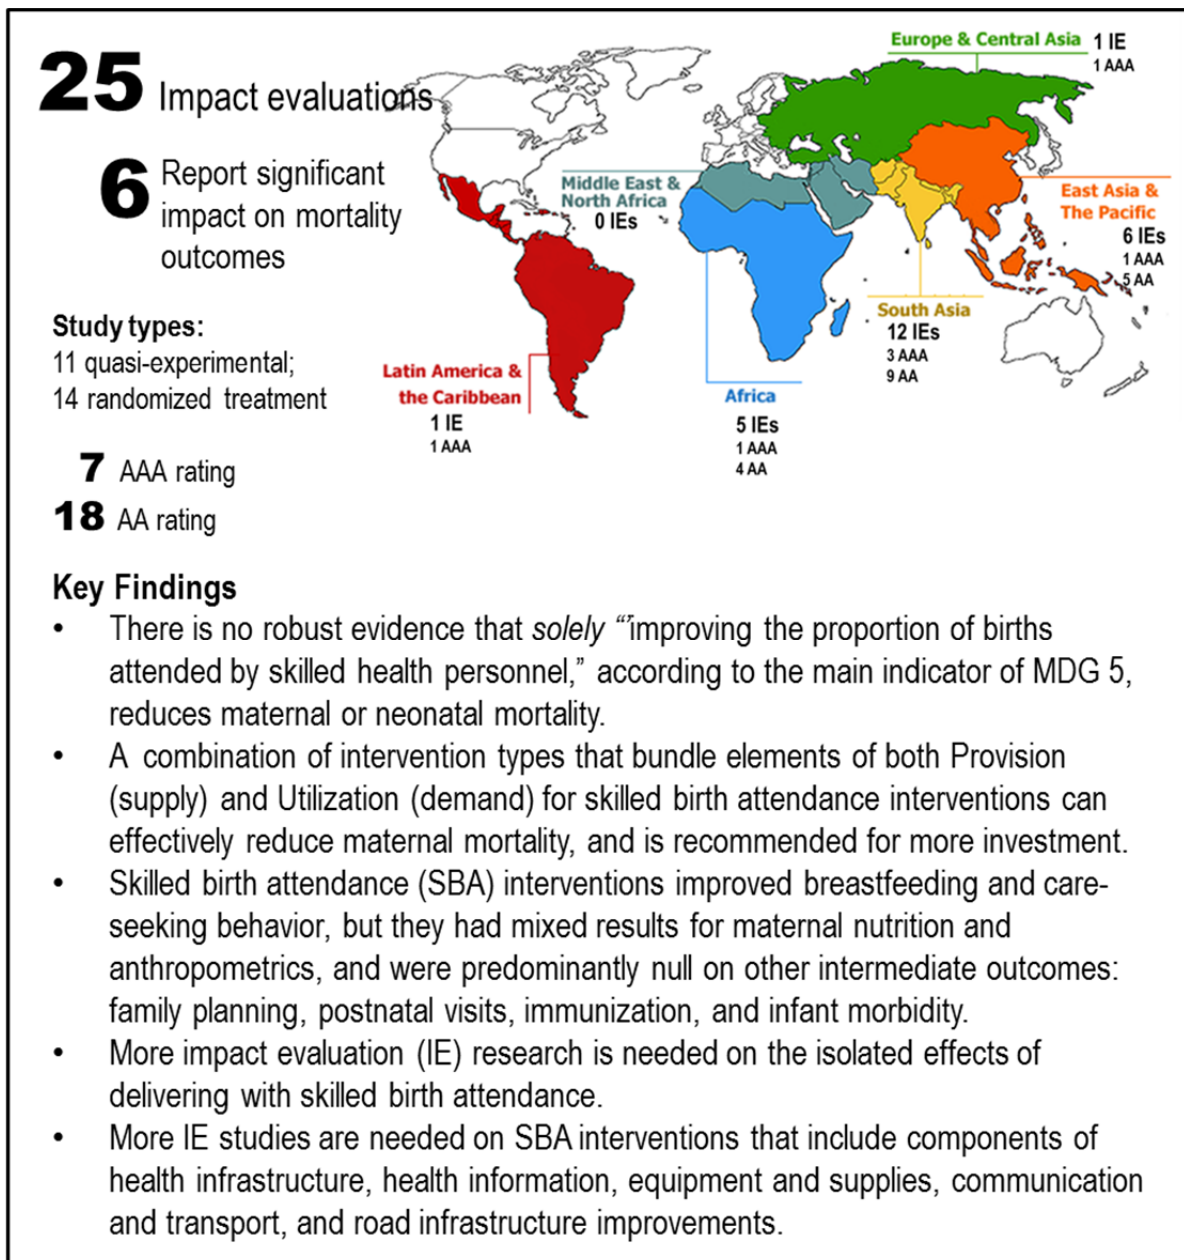 25 Impact evaluations
6 Report significant
impact on mortality
outcomes
Study types:
11 quasi-experimental;
14 randomized treatment
7 AAA rating
18 AA rating
Europe & Central Asia
1 IE
1 AAA
Middle East &
North Africa
0 IEs
East Asia &
The Pacific
6 IEs
1 AAA
5 AA
South Asia
12 IEs
3 AAA
9 AA
Latin America &
the Caribbean
1 IE
1 AAA
Africa
5 IEs
1 AAA
4 AA
Key Findings
• There is no robust evidence that solely “’improving the proportion of births
attended by skilled health personnel,” according to the main indicator of MDG 5,
reduces maternal or neonatal mortality.
• A combination of intervention types that bundle elements of both Provision
(supply) and Utilization (demand) for skilled birth attendance interventions can
effectively reduce maternal mortality, and is recommended for more investment.
• Skilled birth attendance (SBA) interventions improved breastfeeding and care-
seeking behavior, but they had mixed results for maternal nutrition and
anthropometrics, and were predominantly null on other intermediate outcomes:
family planning, postnatal visits, immunization, and infant morbidity.
• More impact evaluation (IE) research is needed on the isolated effects of
delivering with skilled birth attendance.
• More IE studies are needed on SBA interventions that include components of
health infrastructure, health information, equipment and supplies, communication
and transport, and road infrastructure improvements.